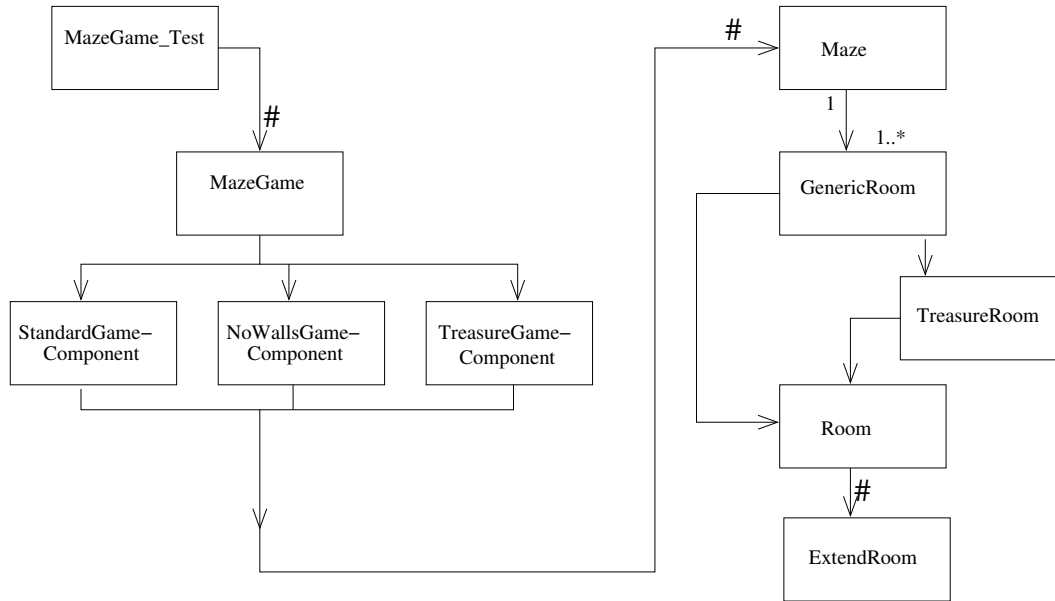 MazeGame_Test
#
MazeGame
StandardGame−
Component
NoWallsGame−
Component
TreasureGame−
Component
#
Maze
1
1..*
GenericRoom
TreasureRoom
Room
#
ExtendRoom